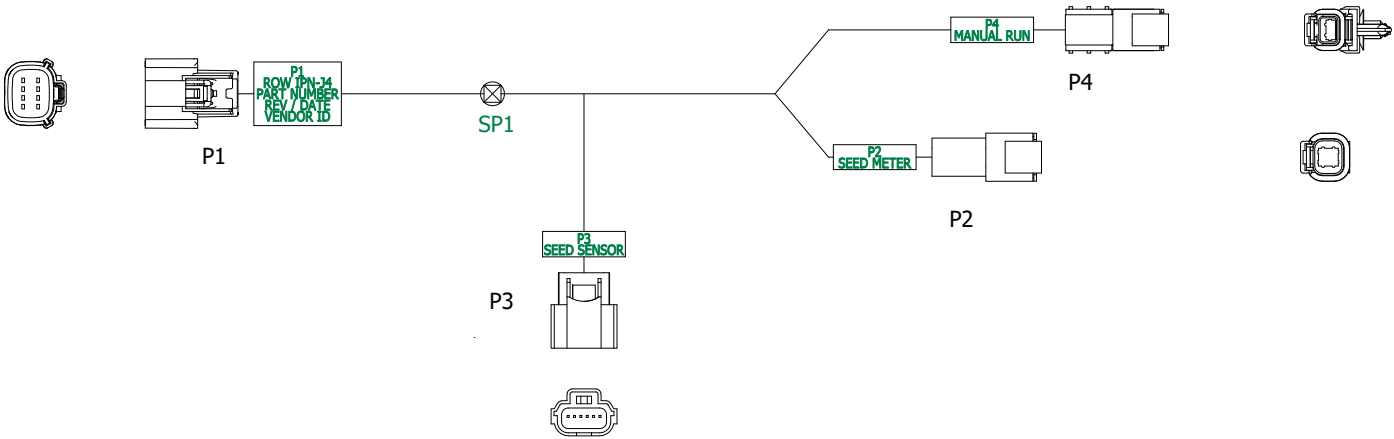 P4
MANUAL RUN
P4
P1
ROW IPN-J4
PART NUMBER
REV / DATE
VENDOR ID
P1
SP1
P2
SEED METER
P2
P3
SEED SENSOR
P3